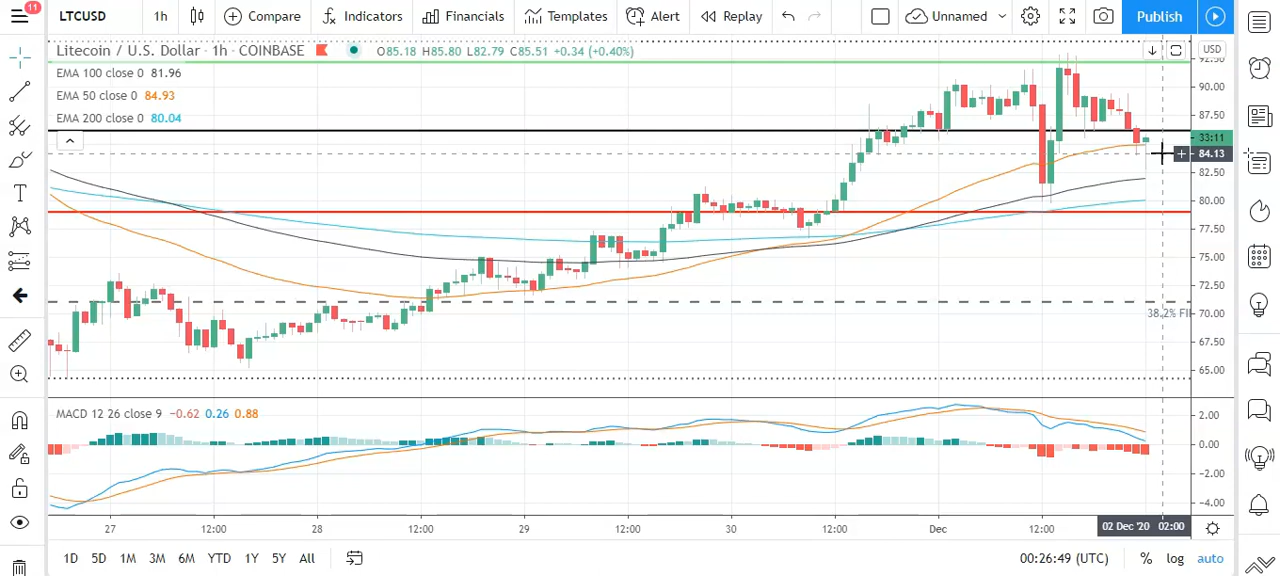 11
LTCUSD 1h Compare Indicators Financials Templates Alert Replay Unnamed Publish
Litecoin / U.S. Dollar · 1h · COINBASE O85.18 H85.80 L82.79 C85.51 +0.34 (+0.40%)
USD
EMA 100 close 0 81.96
EMA 50 close 0 84.93
EMA 200 close 0 80.04
92.50
90.00
87.50
33:11
84.13
82.50
80.00
77.50
75.00
72.50
70.00
67.50
65.00
38.2% FI
MACD 12 26 close 9 −0.62 0.26 0.88
2.00
0.00
−2.00
−4.00
27 12:00 28 12:00 29 12:00 30 12:00 Dec 12:00 02 Dec '20 02:00
1D 5D 1M 3M 6M YTD 1Y 5Y All 00:26:49 (UTC) % log auto